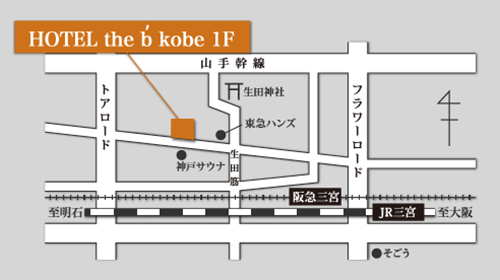 HOTEL the b́ kobe 1F
山手幹線
トアロード
生田神社
フラワーロード
東急ハンズ
神戸サウナ
生田筋
阪急三宮
至明石
JR三宮
至大阪
そごう